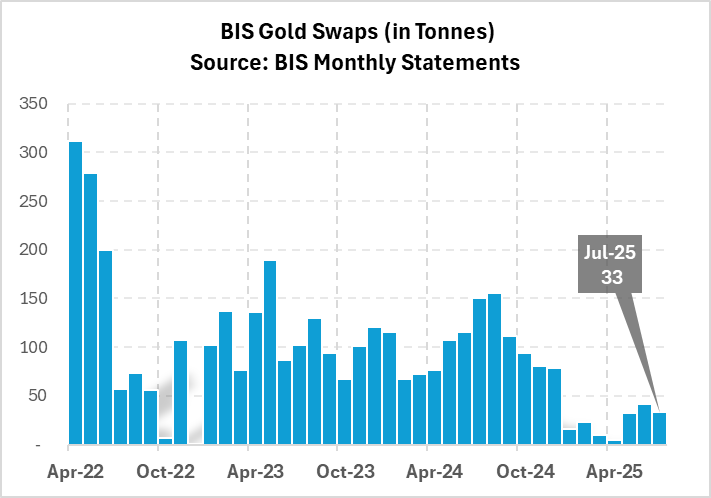 BIS Gold Swaps (in Tonnes)
Source: BIS Monthly Statements
350
300
250
200
150
100
50
-
Jul-25
33
Apr-22 Oct-22 Apr-23 Oct-23 Apr-24 Oct-24 Apr-25